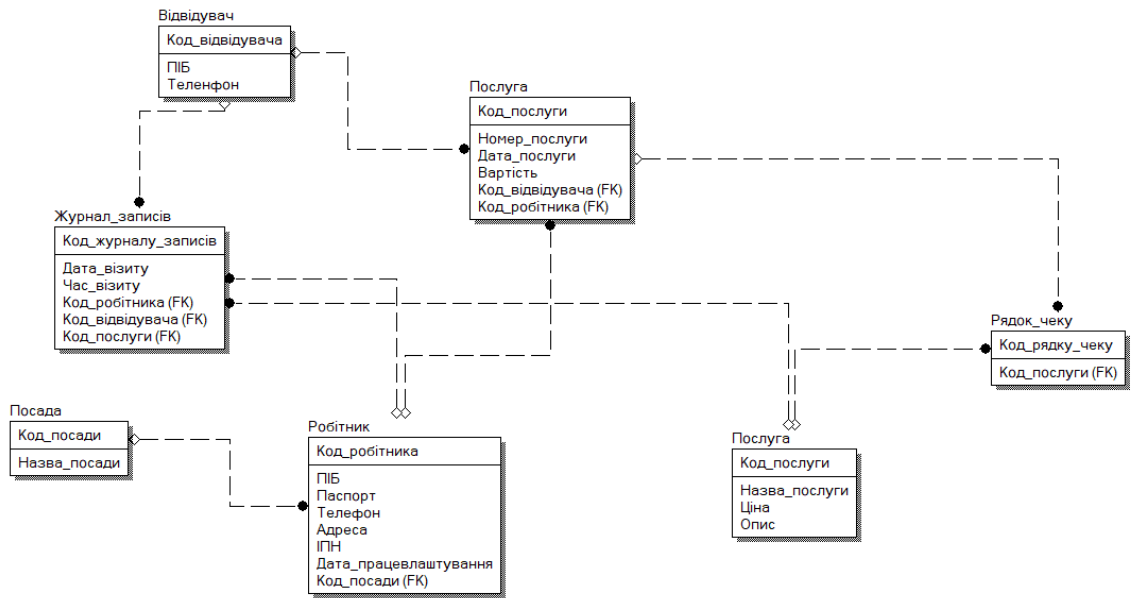 Відвідувач
Код_відвідувача
ПІБ
Теленфон
Послуга
Код_послуги
Номер_послуги
Дата_послуги
Вартість
Код_відвідувача (FK)
Код_робітника (FK)
Журнал_записів
Код_журналу_записів
Дата_візиту
Час_візиту
Код_робітника (FK)
Код_відвідувача (FK)
Код_послуги (FK)
Рядок_чеку
Код_рядку_чеку
Код_послуги (FK)
Посада
Код_посади
Назва_посади
Робітник
Код_робітника
ПІБ
Паспорт
Телефон
Адреса
ІПН
Дата_працевлаштування
Код_посади (FK)
Послуга
Код_послуги
Назва_послуги
Ціна
Опис